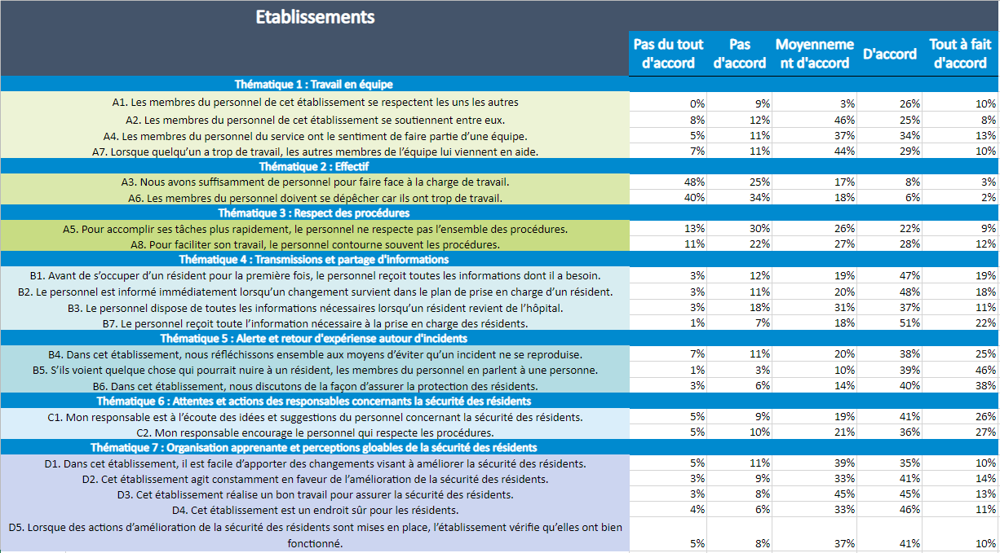 Etablissements
Pas du tout d'accord Pas d'accord Moyennement d'accord D'accord Tout à fait d'accord
Thématique 1 : Travail en équipe
A1. Les membres du personnel de cet établissement se respectent les uns les autres 0% 9% 3% 26% 10%
A2. Les membres du personnel de cet établissement se soutiennent entre eux. 8% 12% 46% 25% 8%
A4. Les membres du personnel du service ont le sentiment de faire partie d’une équipe. 5% 11% 37% 34% 13%
A7. Lorsque quelqu’un a trop de travail, les autres membres de l’équipe lui viennent en aide. 7% 11% 44% 29% 10%
Thématique 2 : Effectif
A3. Nous avons suffisamment de personnel pour faire face à la charge de travail. 48% 25% 17% 8% 3%
A6. Les membres du personnel doivent se dépêcher car ils ont trop de travail. 40% 34% 18% 6% 2%
Thématique 3 : Respect des procédures
A5. Pour accomplir ses tâches plus rapidement, le personnel ne respecte pas l’ensemble des procédures. 13% 30% 26% 22% 9%
A8. Pour faciliter son travail, le personnel contourne souvent les procédures. 11% 22% 27% 28% 12%
Thématique 4 : Transmissions et partage d'informations
B1. Avant de s’occuper d’un résident pour la première fois, le personnel reçoit toutes les informations dont il a besoin. 3% 12% 19% 47% 19%
B2. Le personnel est informé immédiatement lorsqu’un changement survient dans le plan de prise en charge d’un résident. 3% 11% 20% 48% 18%
B3. Le personnel dispose de toutes les informations nécessaires lorsqu’un résident revient de l’hôpital. 3% 18% 31% 37% 11%
B7. Le personnel reçoit toute l’information nécessaire à la prise en charge des résidents. 1% 7% 18% 51% 22%
Thématique 5 : Alerte et retour d'expériense autour d'incidents
B4. Dans cet établissement, nous réfléchissons ensemble aux moyens d’éviter qu’un incident ne se reproduise. 7% 11% 20% 38% 25%
B5. S’ils voient quelque chose qui pourrait nuire à un résident, les membres du personnel en parlent à une personne. 1% 3% 10% 39% 46%
B6. Dans cet établissement, nous discutons de la façon d’assurer la protection des résidents. 3% 6% 14% 40% 38%
Thématique 6 : Attentes et actions des responsables concernants la sécurité des résidents
C1. Mon responsable est à l’écoute des idées et suggestions du personnel concernant la sécurité des résidents. 5% 9% 19% 41% 26%
C2. Mon responsable encourage le personnel qui respecte les procédures. 5% 10% 21% 36% 27%
Thématique 7 : Organisation apprenante et perceptions gloables de la sécurité des résidents
D1. Dans cet établissement, il est facile d’apporter des changements visant à améliorer la sécurité des résidents. 5% 11% 39% 35% 10%
D2. Cet établissement agit constamment en faveur de l’amélioration de la sécurité des résidents. 3% 9% 33% 41% 14%
D3. Cet établissement réalise un bon travail pour assurer la sécurité des résidents. 3% 8% 45% 45% 13%
D4. Cet établissement est un endroit sûr pour les résidents. 4% 6% 33% 46% 11%
D5. Lorsque des actions d’amélioration de la sécurité des résidents sont mises en place, l’établissement vérifie qu’elles ont bien
fonctionné. 5% 8% 37% 41% 10%